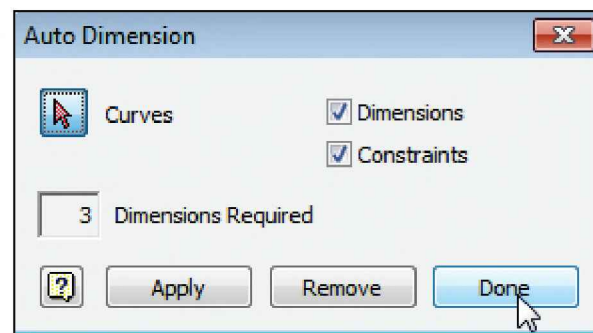 Auto Dimension
Curves
Dimensions
Constraints
3 Dimensions Required
Apply Remove Done